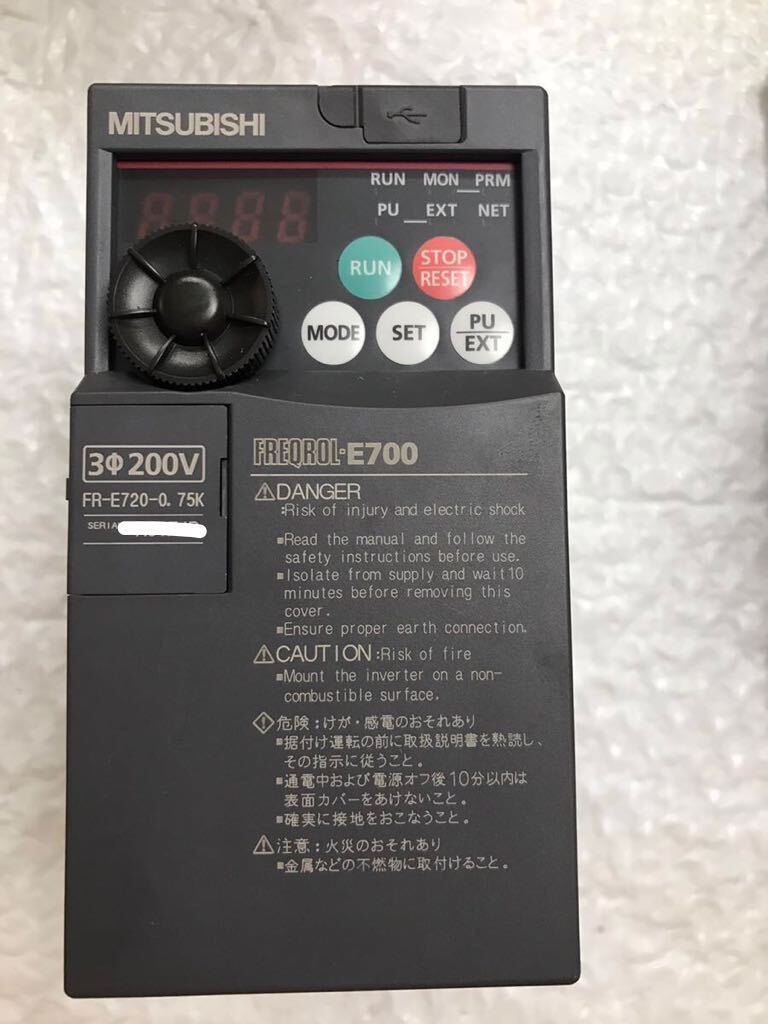 MITSUBISHI
RUN MON PRM
PU EXT NET
RUN
STOP
RESET
MODE
SET
PU
EXT
3Φ200V
FR-E720-0.75K
SERIA
FREQROL-E700
⚠DANGER
:Risk of injury and electric shock
■Read the manual and follow the
safety instructions before use.
■Isolate from supply and wait10
minutes before removing this
cover.
■Ensure proper earth connection.
⚠CAUTION:Risk of fire
■Mount the inverter on a non-
combustible surface.
危険:けが・感電のおそれあり
■据付け運転の前に取扱説明書を熟読し、
その指示に従うこと。
■通電中および電源オフ後10分以内は
表面カバーをあけないこと。
■確実に接地をおこなうこと。
⚠注意:火災のおそれあり
■金属などの不燃物に取付けること。